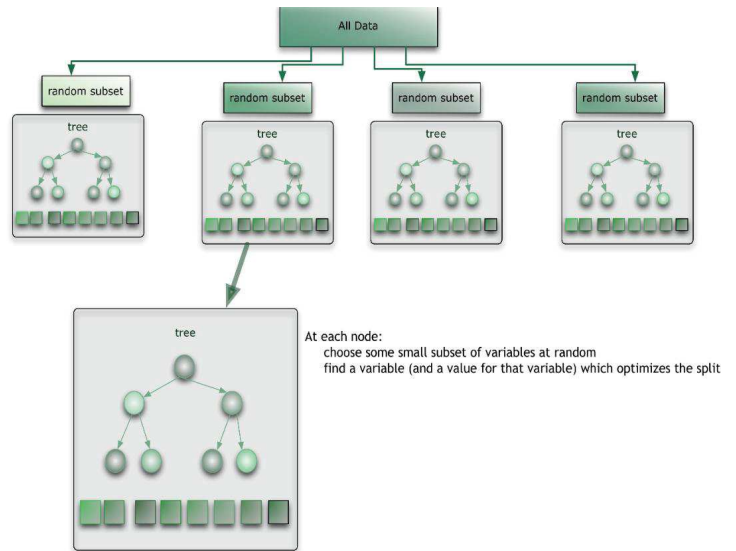 All Data
random subset
random subset
random subset
random subset
tree
tree
tree
tree
tree
At each node:
choose some small subset of variables at random
find a variable (and a value for that variable) which optimizes the split